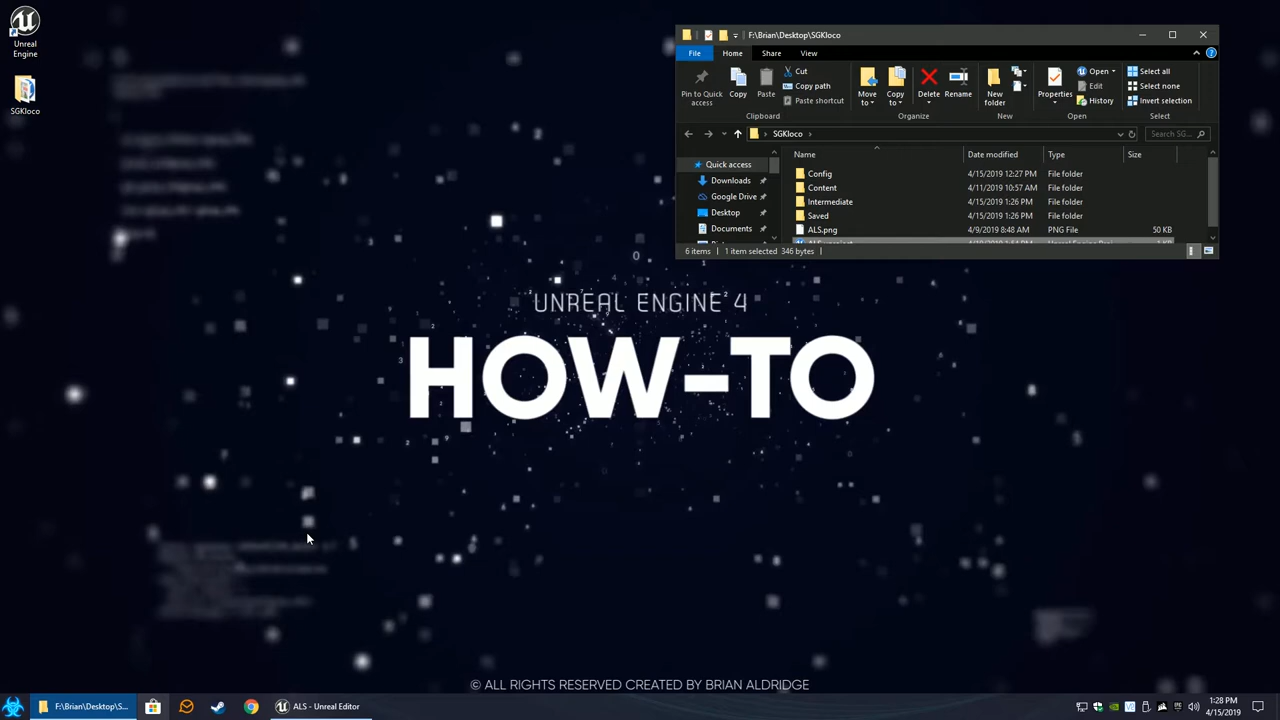 Unreal
Engine
SGKloco
F:\Brian\Desktop\SGKloco
File
Home
Share
View
Pin to Quick
access
Copy
Paste
Cut
Copy path
Paste shortcut
Clipboard
Move
to
Copy
to
Delete
Rename
Organize
New
folder
New
Properties
Open
Edit
History
Open
Select all
Select none
Invert selection
Select
SGKloco
Search SG...
Quick access
Downloads
Google Drive
Desktop
Documents
Name
Date modified
Type
Size
Config 4/15/2019 12:27 PM File folder
Content 4/11/2019 10:57 AM File folder
Intermediate 4/15/2019 1:26 PM File folder
Saved 4/15/2019 1:26 PM File folder
ALS.png 4/9/2019 8:48 AM PNG File 50 KB
6 items
1 item selected 346 bytes
UNREAL ENGINE 4
HOW-TO
© ALL RIGHTS RESERVED CREATED BY BRIAN ALDRIDGE
F:\Brian\Desktop\S...
ALS - Unreal Editor
1:28 PM
4/15/2019